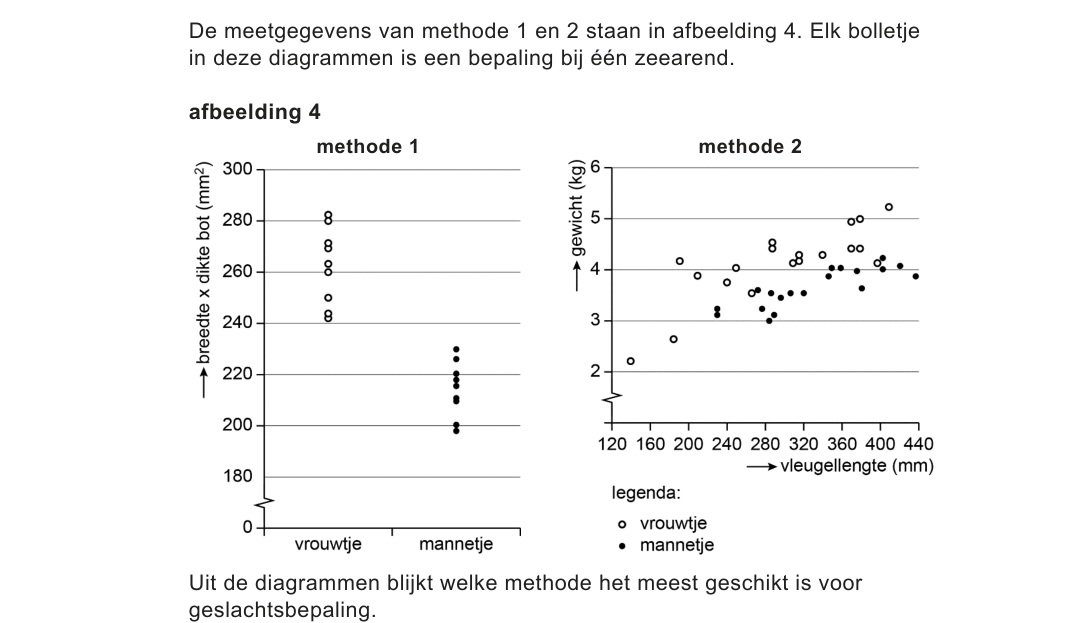 De meetgegevens van methode 1 en 2 staan in afbeelding 4. Elk bolletje
in deze diagrammen is een bepaling bij één zeearend.
afbeelding 4
methode 1
breedte x dikte bot (mm²)
300
280
260
240
220
200
180
0
vrouwtje mannetje
methode 2
gewicht (kg)
6
5
4
3
2
120 160 200 240 280 320 360 400 440
vleugellengte (mm)
legenda:
vrouwtje
mannetje
Uit de diagrammen blijkt welke methode het meest geschikt is voor
geslachtsbepaling.